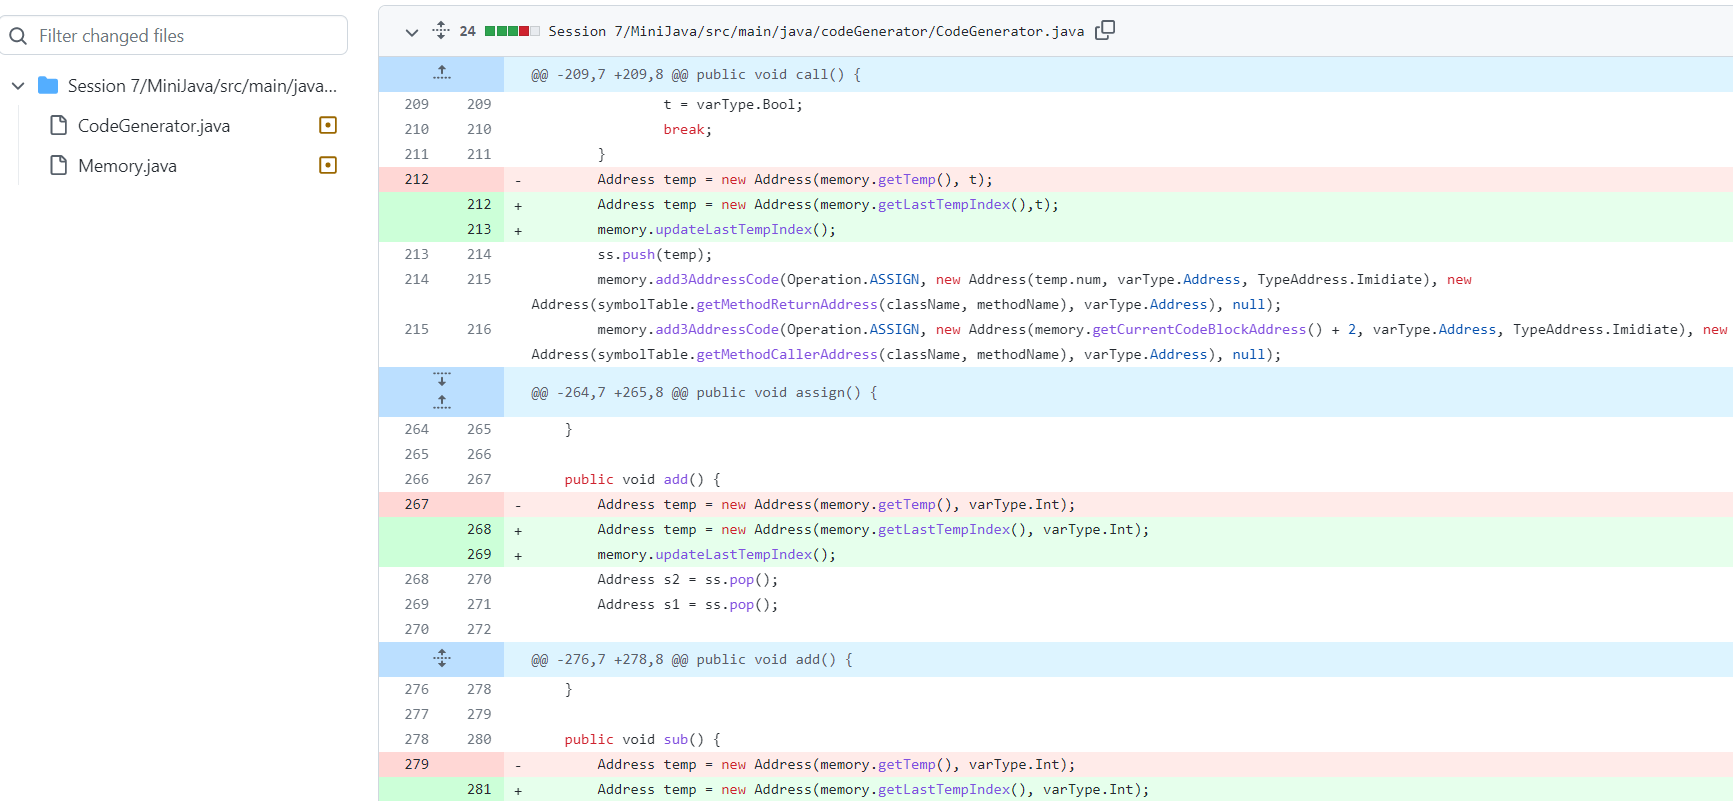 Filter changed files
Session 7/MiniJava/src/main/java...
CodeGenerator.java
Memory.java
24 Session 7/MiniJava/src/main/java/codeGenerator/CodeGenerator.java
@@ -209,7 +209,8 @@ public void call() {
209 209 t = varType.Bool;
210 210 break;
211 211 }
212 - Address temp = new Address(memory.getTemp(), t);
212 + Address temp = new Address(memory.getLastTempIndex(),t);
213 + memory.updateLastTempIndex();
213 214 ss.push(temp);
214 215 memory.add3AddressCode(Operation.ASSIGN, new Address(temp.num, varType.Address, TypeAddress.Imidiate), new
Address(symbolTable.getMethodReturnAddress(className, methodName), varType.Address), null);
215 216 memory.add3AddressCode(Operation.ASSIGN, new Address(memory.getCurrentCodeBlockAddress() + 2, varType.Address, TypeAddress.Imidiate), new
Address(symbolTable.getMethodCallerAddress(className, methodName), varType.Address), null);
@@ -264,7 +265,8 @@ public void assign() {
264 265 }
265 266
266 267 public void add() {
267 - Address temp = new Address(memory.getTemp(), varType.Int);
268 + Address temp = new Address(memory.getLastTempIndex(), varType.Int);
269 + memory.updateLastTempIndex();
268 270 Address s2 = ss.pop();
269 271 Address s1 = ss.pop();
270 272
@@ -276,7 +278,8 @@ public void add() {
276 278 }
277 279
278 280 public void sub() {
279 - Address temp = new Address(memory.getTemp(), varType.Int);
281 + Address temp = new Address(memory.getLastTempIndex(), varType.Int);